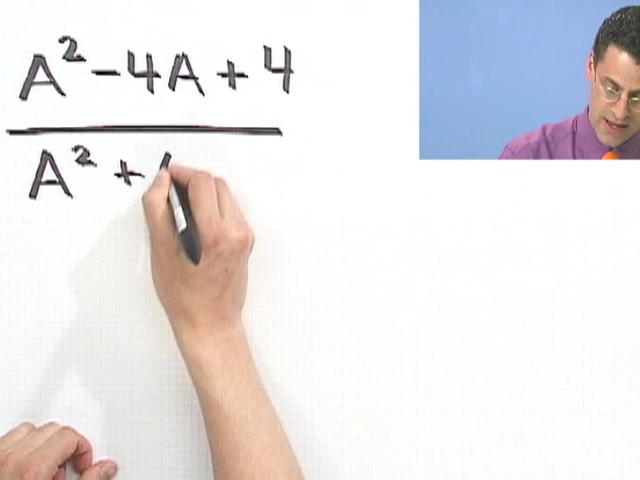 A² - 4A + 4
A² +